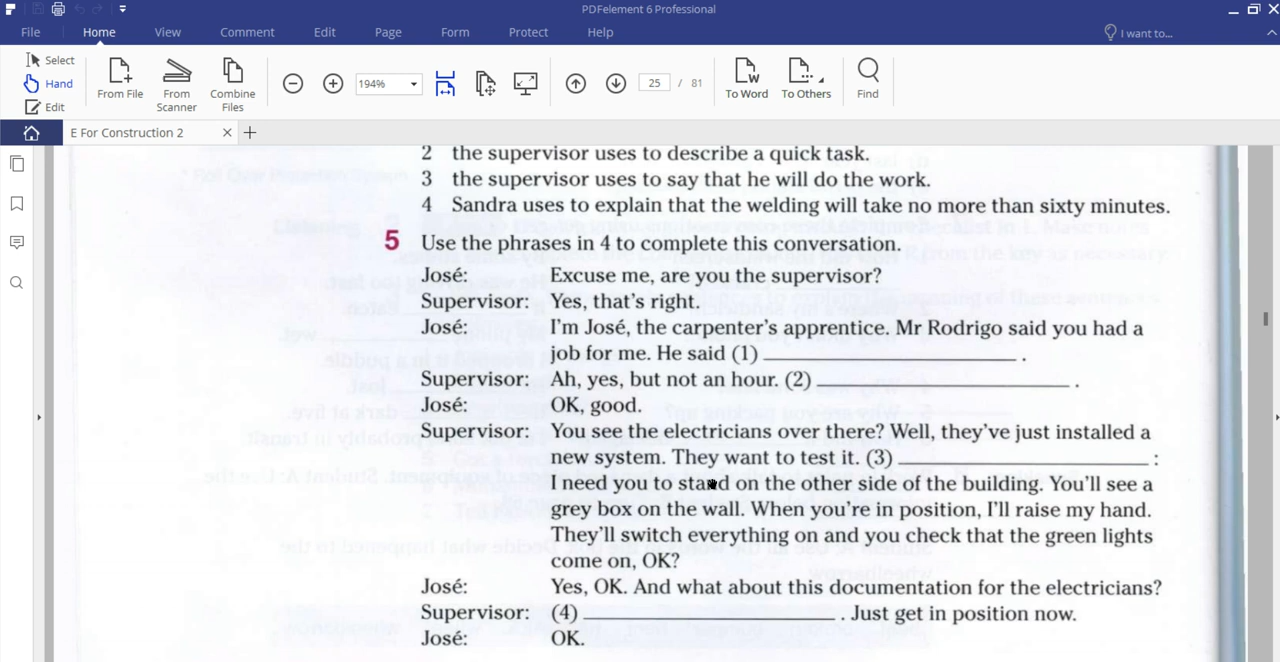 PDFelement 6 Professional
File Home View Comment Edit Page Form Protect Help I want to...
Select
Hand
Edit
From File
From Scanner
Combine Files
194%
25 / 81
To Word
To Others
Find
E For Construction 2
2 the supervisor uses to describe a quick task.
3 the supervisor uses to say that he will do the work.
4 Sandra uses to explain that the welding will take no more than sixty minutes.
5 Use the phrases in 4 to complete this conversation.
José: Excuse me, are you the supervisor?
Supervisor: Yes, that's right.
José: I'm José, the carpenter's apprentice. Mr Rodrigo said you had a
job for me. He said (1) ____________________ .
Supervisor: Ah, yes, but not an hour. (2) ____________________ .
José: OK, good.
Supervisor: You see the electricians over there? Well, they've just installed a
new system. They want to test it. (3) ____________________ :
I need you to stand on the other side of the building. You'll see a
grey box on the wall. When you're in position, I'll raise my hand.
They'll switch everything on and you check that the green lights
come on, OK?
José: Yes, OK. And what about this documentation for the electricians?
Supervisor: (4) ____________________ . Just get in position now.
José: OK.